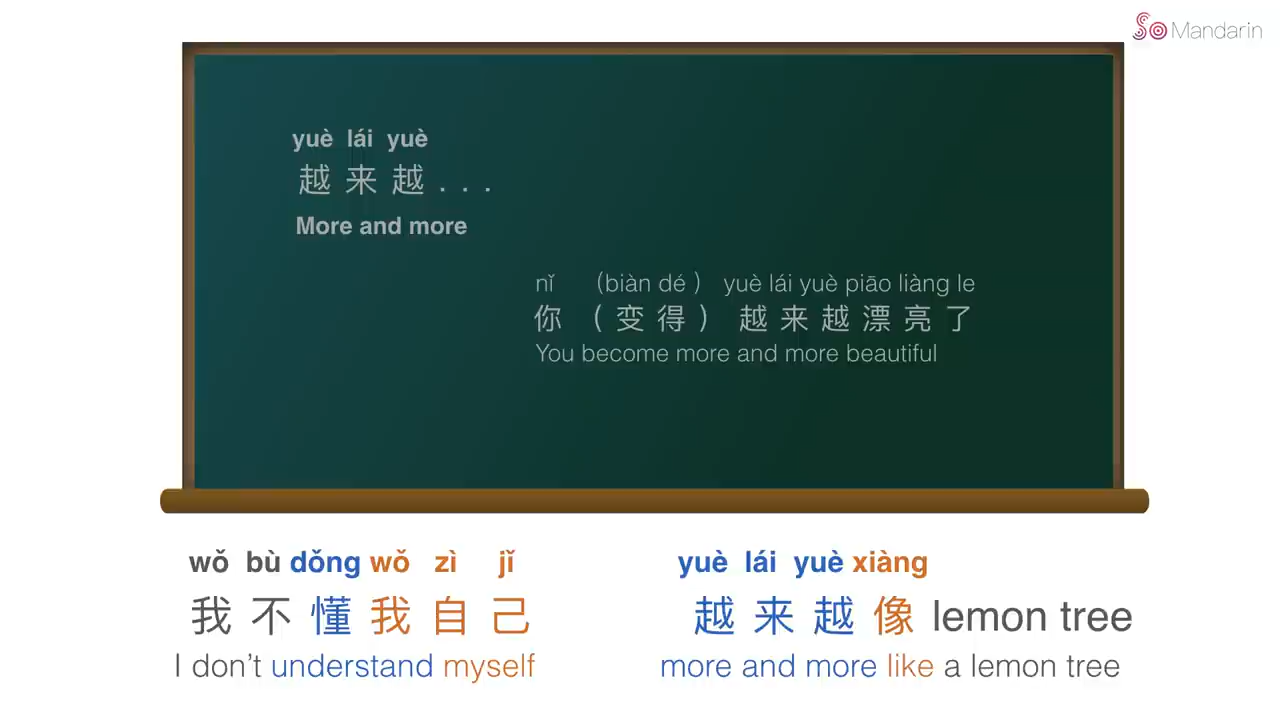 So Mandarin
yuè lái yuè
越来越...
More and more
nǐ （biàn dé ） yuè lái yuè piāo liàng le
你 （变得） 越来越漂亮了
You become more and more beautiful
wǒ bù dǒng wǒ zì jǐ
我不懂我自己
I don't understand myself
yuè lái yuè xiàng
越来越像 lemon tree
more and more like a lemon tree